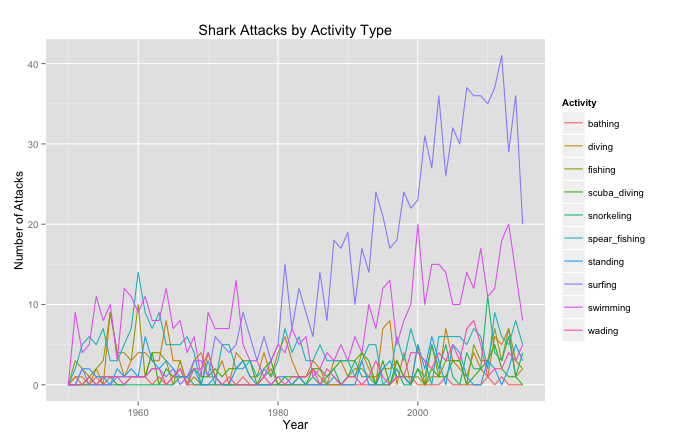 Shark Attacks by Activity Type
40
30
20
10
0
Number of Attacks
1960
1980
2000
Year
Activity
bathing
diving
fishing
scuba_diving
snorkeling
spear_fishing
standing
surfing
swimming
wading